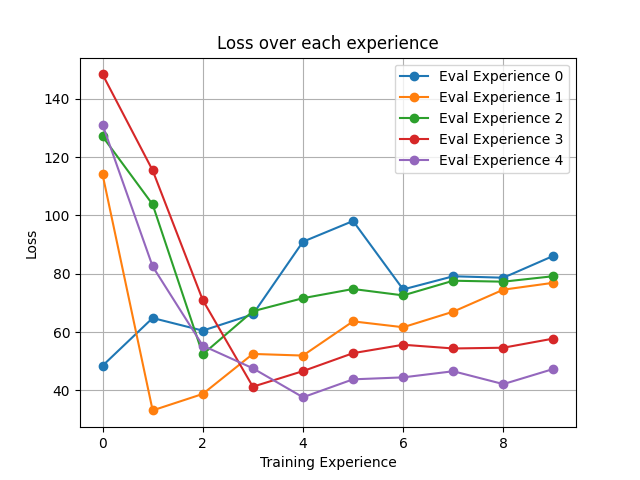 Loss over each experience
Eval Experience 0
Eval Experience 1
Eval Experience 2
Eval Experience 3
Eval Experience 4
Loss
140
120
100
80
60
40
0 2 4 6 8
Training Experience